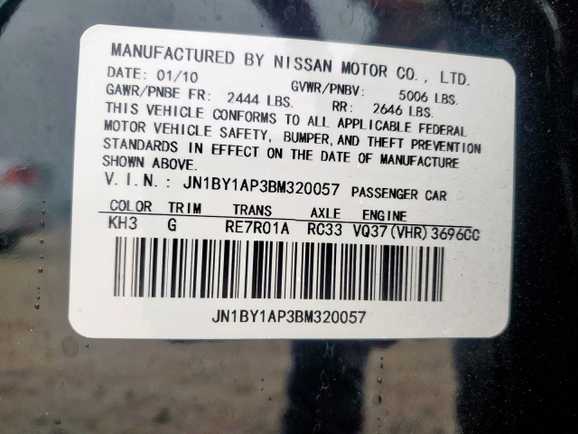 MANUFACTURED BY NISSAN MOTOR CO., LTD.
DATE: 01/10 GVWR/PNBV: 5006 LBS.
GAWR/PNBE FR: 2444 LBS. RR: 2646 LBS.
THIS VEHICLE CONFORMS TO ALL APPLICABLE FEDERAL
MOTOR VEHICLE SAFETY, BUMPER, AND THEFT PREVENTION
STANDARDS IN EFFECT ON THE DATE OF MANUFACTURE
SHOWN ABOVE.
V.I.N.: JN1BY1AP3BM320057 PASSENGER CAR
COLOR TRIM TRANS AXLE ENGINE
KH3 G RE7R01A RC33 VQ37(VHR)3696CC
JN1BY1AP3BM320057